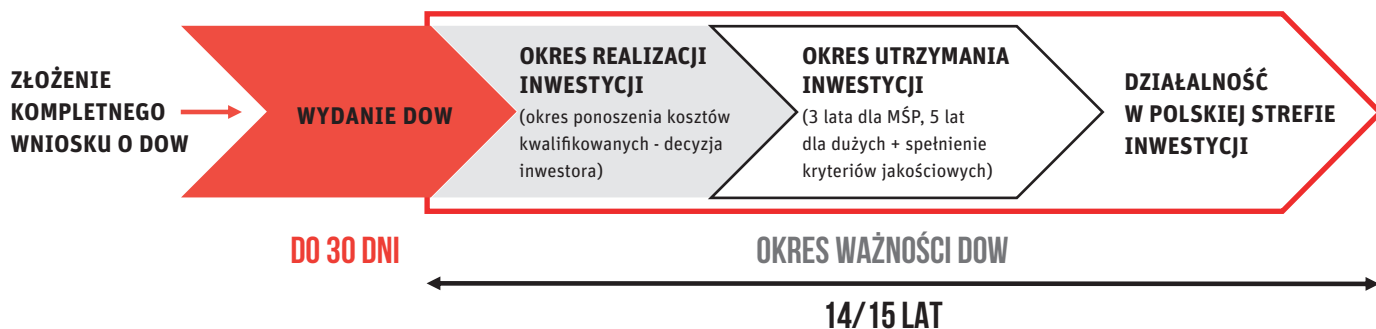 ZŁOŻENIE
KOMPLETNEGO
WNIOSKU O DOW
WYDANIE DOW
OKRES REALIZACJI
INWESTYCJI
(okres ponoszenia kosztów
kwalifikowanych - decyzja
inwestora)
OKRES UTRZYMANIA
INWESTYCJI
(3 lata dla MŚP, 5 lat
dla dużych + spełnienie
kryteriów jakościowych)
DZIAŁALNOŚĆ
W POLSKIEJ STREFIE
INWESTYCJI
DO 30 DNI
OKRES WAŻNOŚCI DOW
14/15 LAT